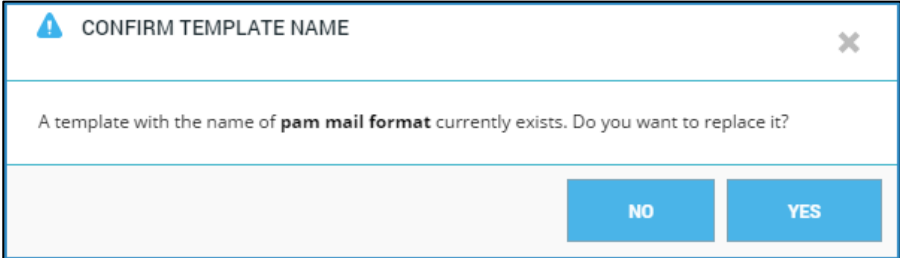 CONFIRM TEMPLATE NAME
A template with the name of pam mail format currently exists. Do you want to replace it?
NO YES